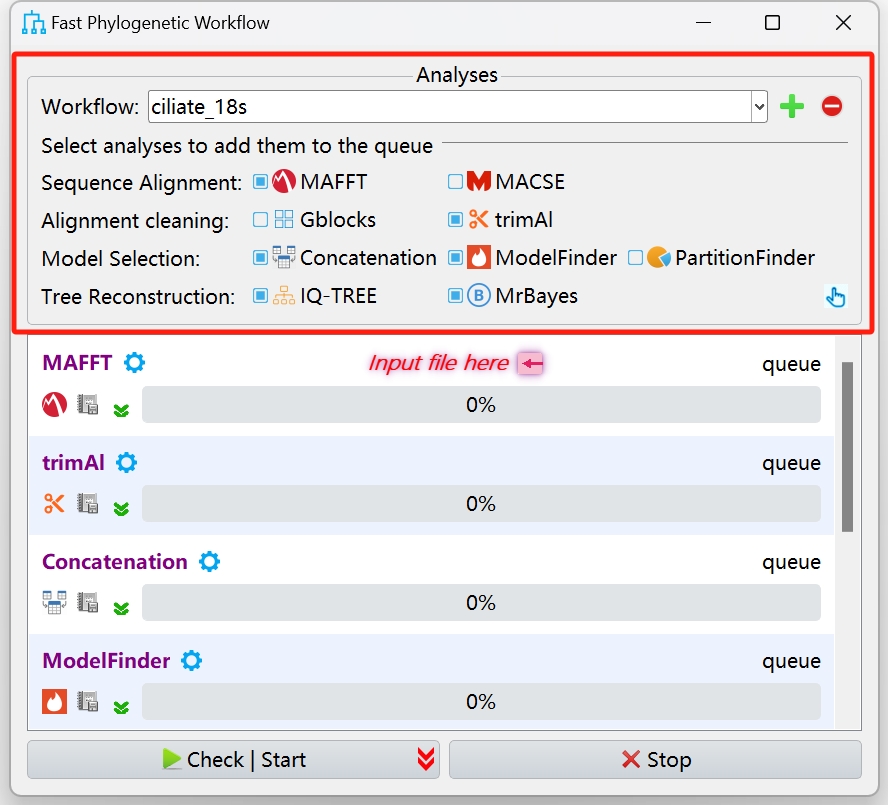 Fast Phylogenetic Workflow
Analyses
Workflow: ciliate_18s
Select analyses to add them to the queue
Sequence Alignment: MAFFT MACSE
Alignment cleaning: Gblocks trimAl
Model Selection: Concatenation ModelFinder PartitionFinder
Tree Reconstruction: IQ-TREE B MrBayes
MAFFT Input file here queue
0%
trimAl queue
0%
Concatenation queue
0%
ModelFinder queue
0%
Check | Start Stop